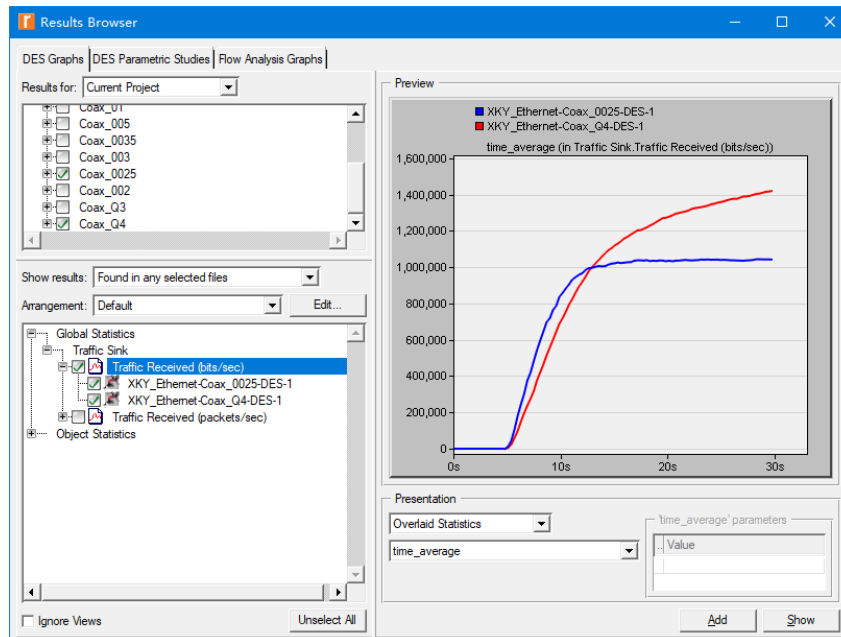 Results Browser
DES Graphs DES Parametric Studies Flow Analysis Graphs
Results for: Current Project
Coax_01
Coax_005
Coax_0035
Coax_003
Coax_0025
Coax_002
Coax_Q3
Coax_Q4
Show results: Found in any selected files
Arrangement: Default Edit...
Global Statistics
Traffic Sink
Traffic Received (bits/sec)
XKY_Ethernet-Coax_0025-DES-1
XKY_Ethernet-Coax_Q4-DES-1
Traffic Received (packets/sec)
Object Statistics
Ignore Views Unselect All
Preview
XKY_Ethernet-Coax_0025-DES-1
XKY_Ethernet-Coax_Q4-DES-1
time_average (in Traffic Sink.Traffic Received (bits/sec))
1,600,000
1,400,000
1,200,000
1,000,000
800,000
600,000
400,000
200,000
0
0s 10s 20s 30s
Presentation
Overlaid Statistics
time_average
'time_average' parameters
.. Value
Add Show